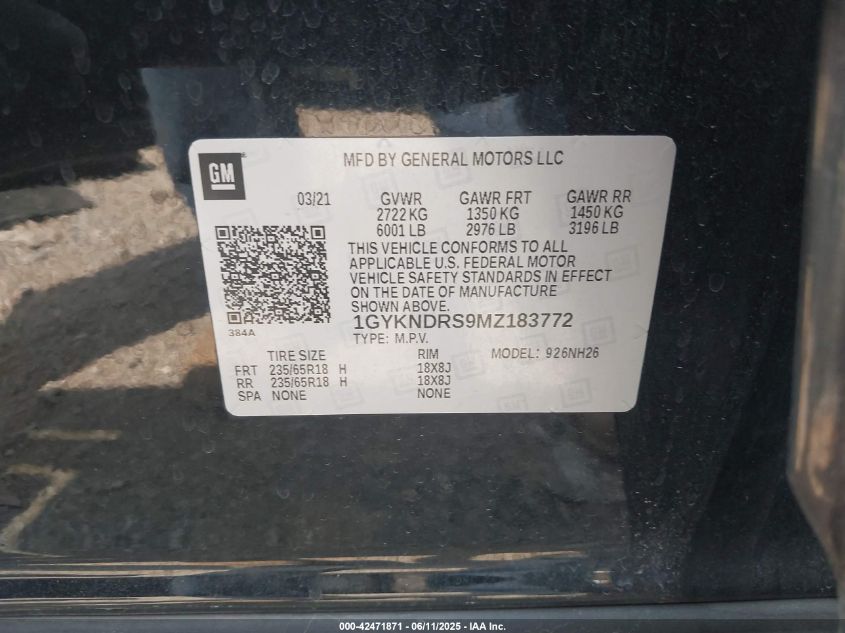 GM
MFD BY GENERAL MOTORS LLC
03/21 GVWR GAWR FRT GAWR RR
2722 KG 1350 KG 1450 KG
6001 LB 2976 LB 3196 LB
THIS VEHICLE CONFORMS TO ALL
APPLICABLE U.S. FEDERAL MOTOR
VEHICLE SAFETY STANDARDS IN EFFECT
ON THE DATE OF MANUFACTURE
SHOWN ABOVE.
384A
1GYKNDRS9MZ183772
TYPE: M.P.V.
TIRE SIZE RIM MODEL: 926NH26
FRT 235/65R18 H 18X8J
RR 235/65R18 H 18X8J
SPA NONE NONE
000-42471871 - 06/11/2025 - IAA Inc.